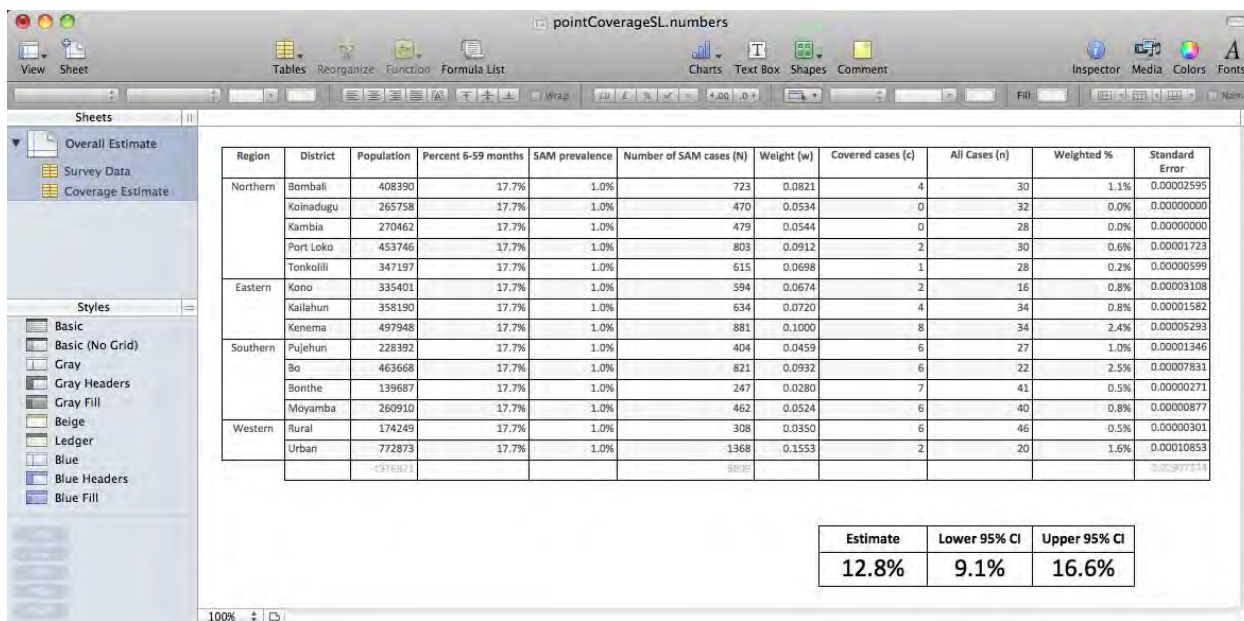 pointCoverageSL.numbers
View Sheet Tables Reorganize Function Formula List Charts Text Box Shapes Comment Inspector Media Colors Fonts
Wrap Fill
Sheets
Overall Estimate
Survey Data
Coverage Estimate
Styles
Basic
Basic (No Grid)
Gray
Gray Headers
Gray Fill
Beige
Ledger
Blue
Blue Headers
Blue Fill
Region District Population Percent 6-59 months SAM prevalence Number of SAM cases (N) Weight (w) Covered cases (c) All Cases (n) Weighted % Standard Error
Northern Bombali 408390 17.7% 1.0% 723 0.0821 4 30 1.1% 0.00002595
Koinadugu 265758 17.7% 1.0% 470 0.0534 0 32 0.0% 0.00000000
Kambia 270462 17.7% 1.0% 479 0.0544 0 28 0.0% 0.00000000
Port Loko 453746 17.7% 1.0% 803 0.0912 2 30 0.6% 0.00001723
Tonkolili 347197 17.7% 1.0% 615 0.0698 1 28 0.2% 0.00000599
Eastern Kono 335401 17.7% 1.0% 594 0.0674 2 16 0.8% 0.00003108
Kailahun 358190 17.7% 1.0% 634 0.0720 4 34 0.8% 0.00001582
Kenema 497948 17.7% 1.0% 881 0.1000 8 34 2.4% 0.00005293
Southern Pujehun 228392 17.7% 1.0% 404 0.0459 6 27 1.0% 0.00001346
Bo 463668 17.7% 1.0% 821 0.0932 6 22 2.5% 0.00007831
Bonthe 139687 17.7% 1.0% 247 0.0280 7 41 0.5% 0.00000271
Moyamba 260910 17.7% 1.0% 462 0.0524 6 40 0.8% 0.00000877
Western Rural 174249 17.7% 1.0% 308 0.0350 6 46 0.5% 0.00000301
Urban 772873 17.7% 1.0% 1368 0.1553 2 20 1.6% 0.00010853
4976871 8809
Estimate Lower 95% CI Upper 95% CI
12.8% 9.1% 16.6%
100%